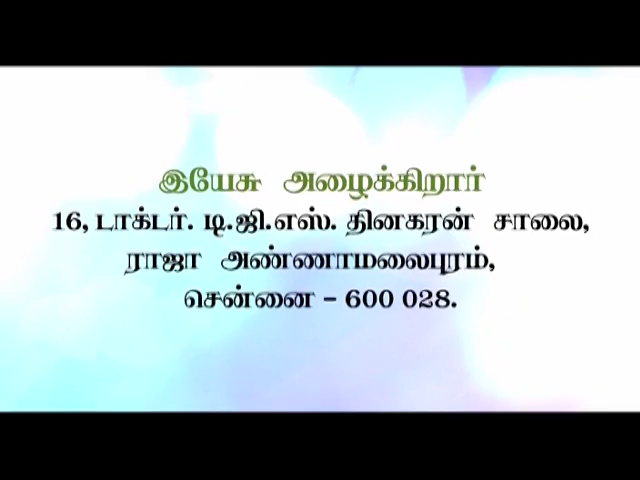 இயேசு அழைக்கிறார்
16, டாக்டர். டி.ஜி.எஸ். தினகரன் சாலை,
ராஜா அண்ணாமலைபுரம்,
சென்னை – 600 028.